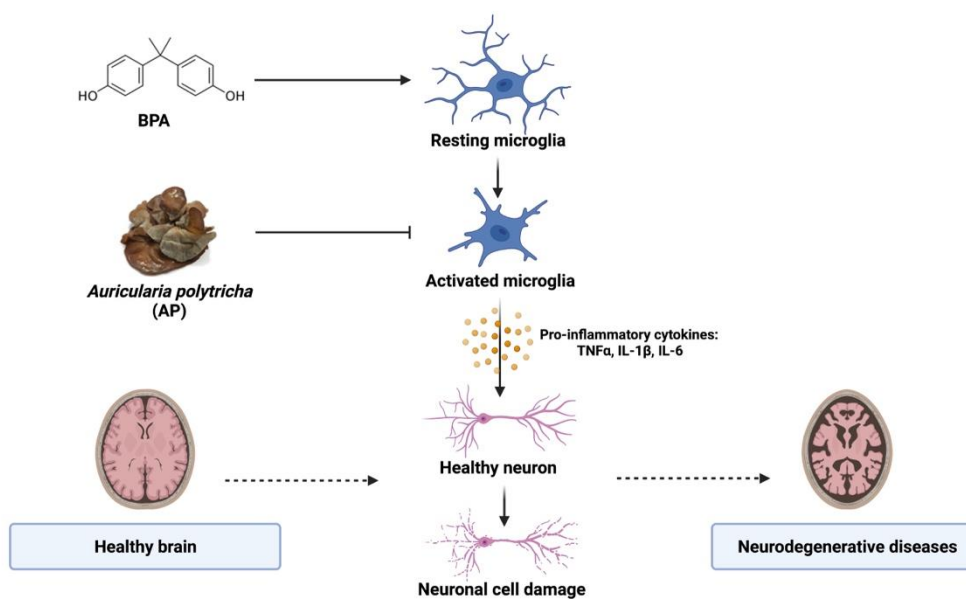 HO
OH
BPA
Resting microglia
Auricularia polytricha
(AP)
Activated microglia
Pro-inflammatory cytokines:
TNFα, IL-1β, IL-6
Healthy neuron
Healthy brain
Neurodegenerative diseases
Neuronal cell damage